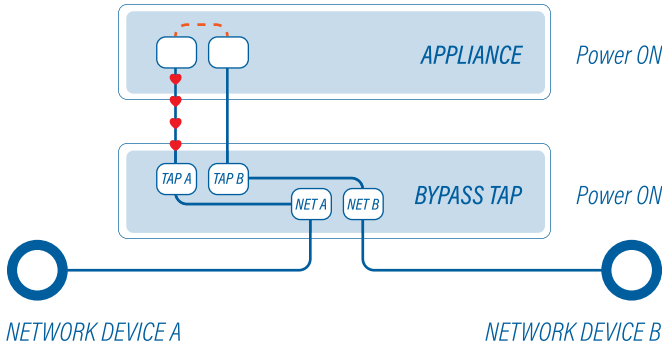 APPLIANCE
Power ON
TAP A
TAP B
BYPASS TAP
Power ON
NET A
NET B
NETWORK DEVICE A
NETWORK DEVICE B